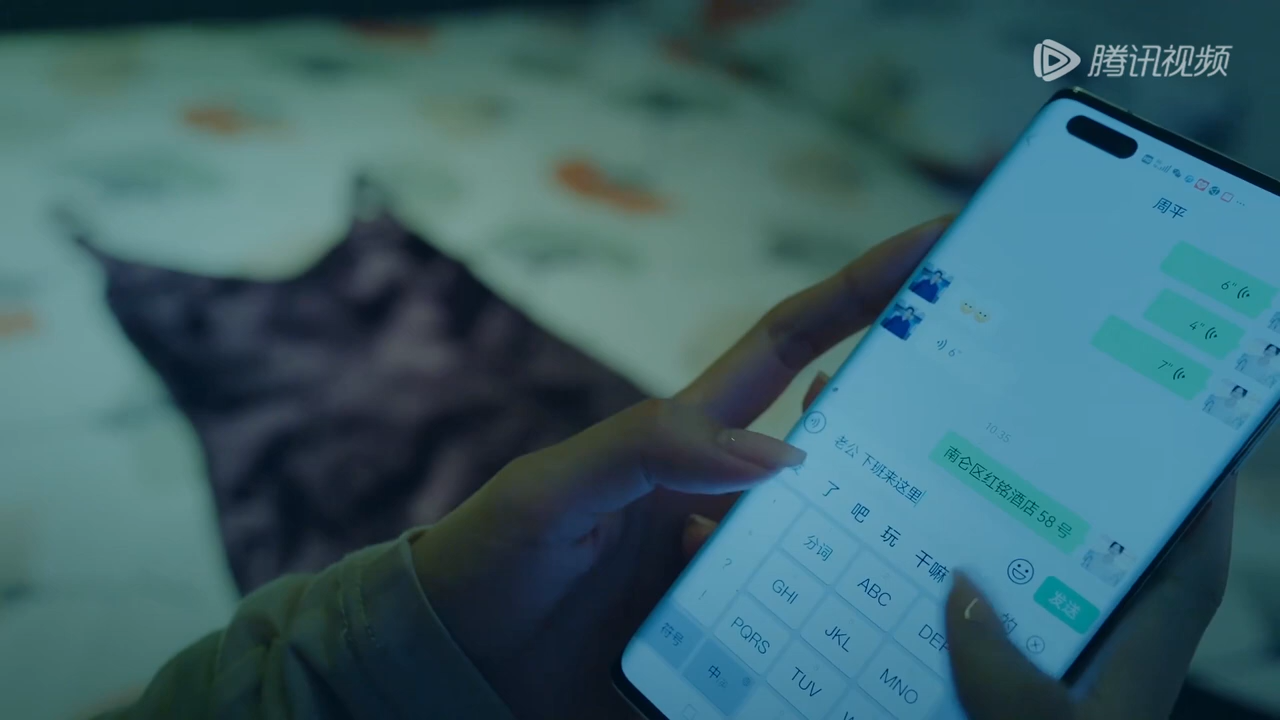 腾讯视频
周平
6"
4"
7"
6"
10:35
南仑区红铭酒店 58 号
老公 下班来这里
了 吧 玩 干嘛 的
发送
分词 ABC DEF
GHI JKL MNO
PQRS TUV
?
!
符号
中